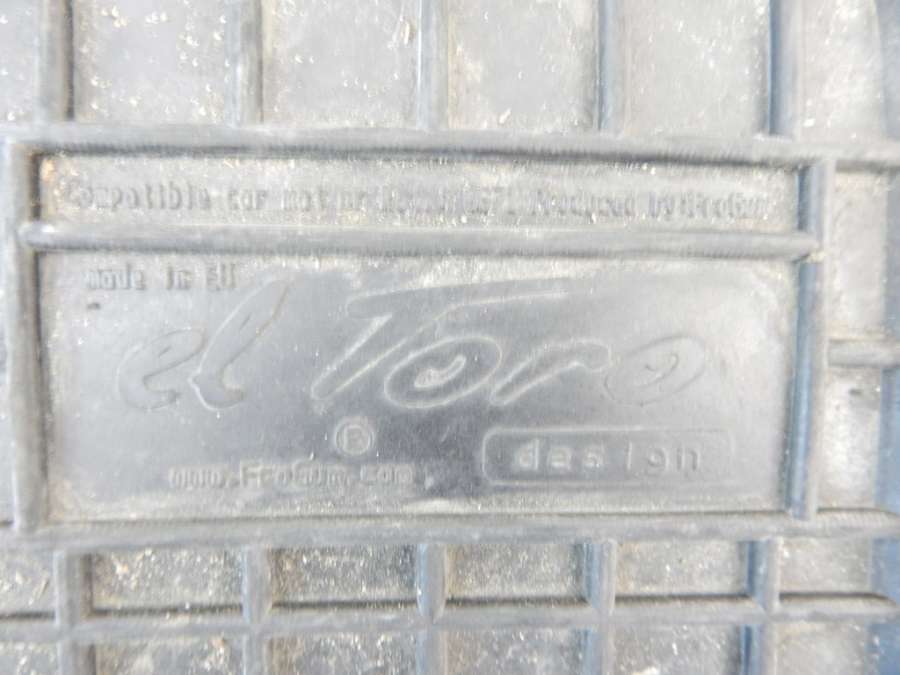 Compatible car mat Produced by FroGum
made in EU
el Toro
®
design
www.FroGum.com